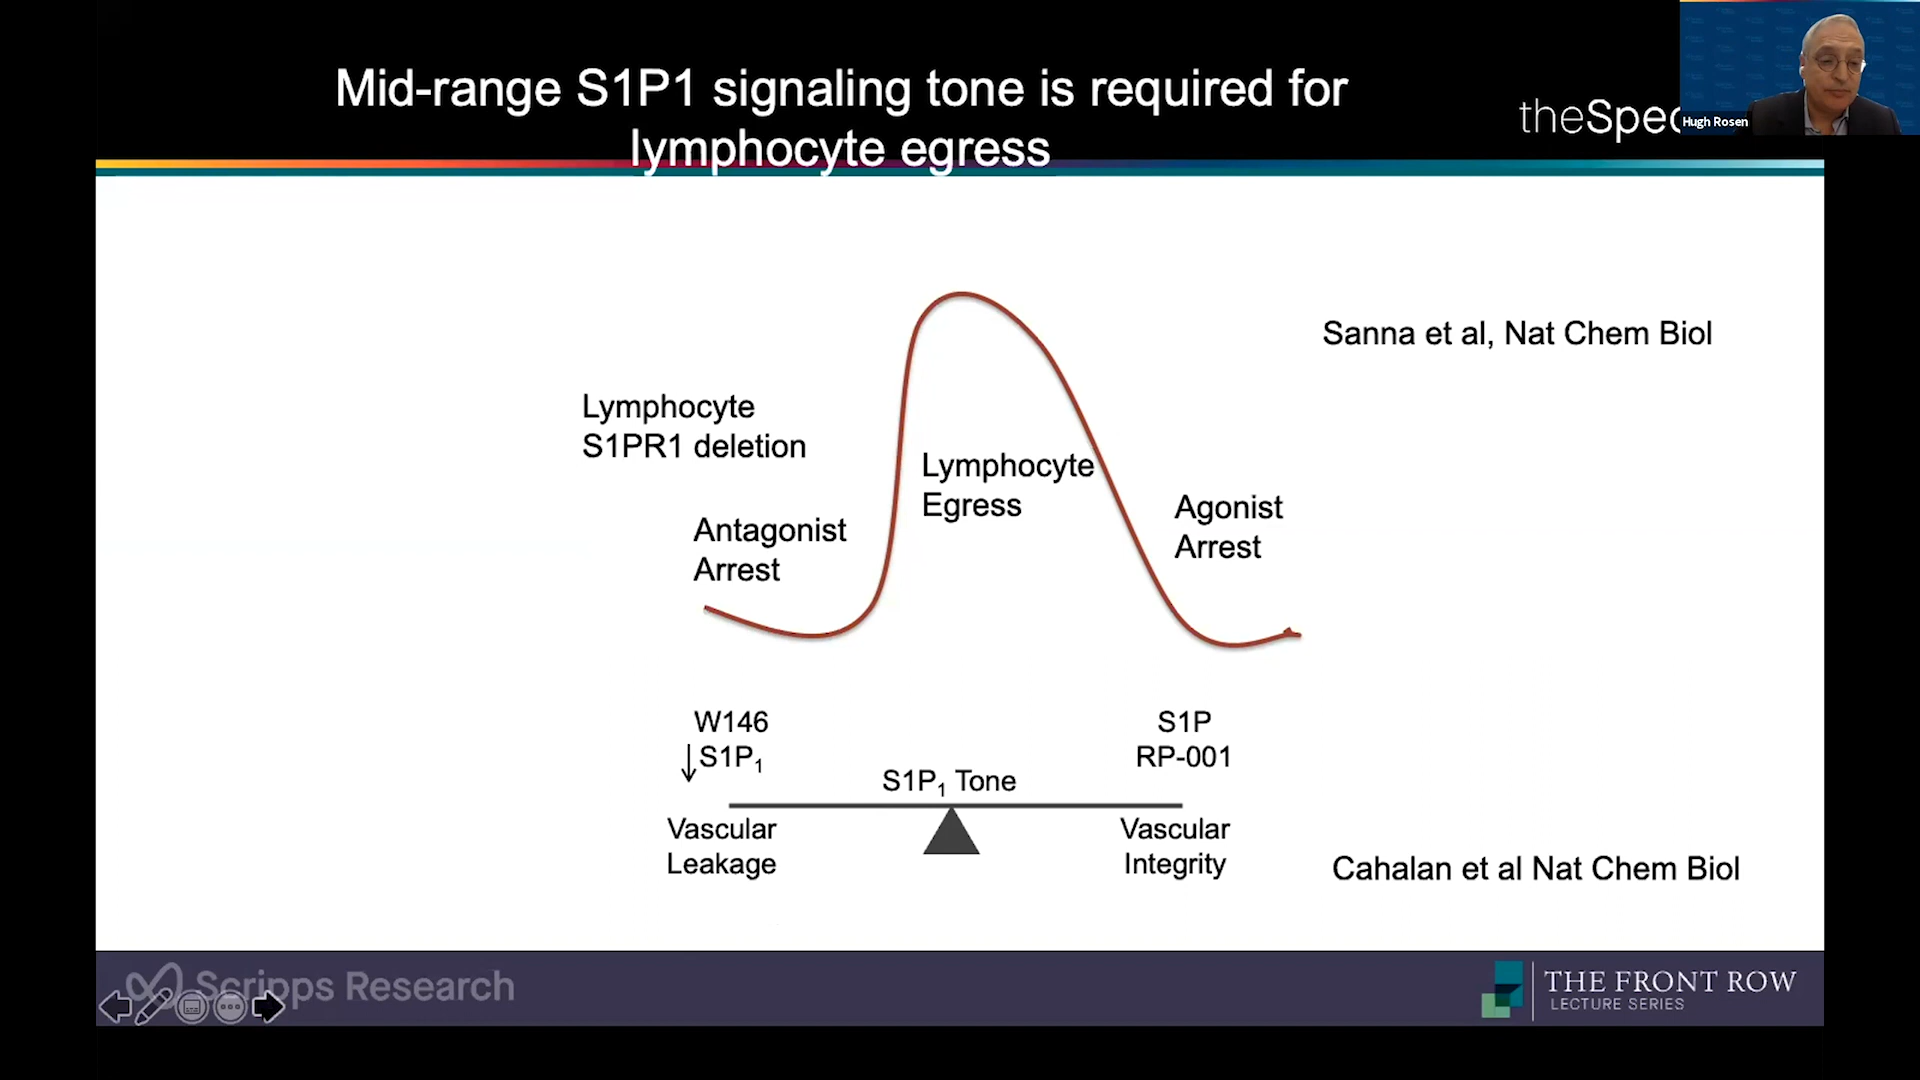 Mid-range S1P1 signaling tone is required for
lymphocyte egress
theSpec
Hugh Rosen
Sanna et al, Nat Chem Biol
Lymphocyte
S1PR1 deletion
Lymphocyte
Egress
Antagonist
Arrest
Agonist
Arrest
W146
↓S1P₁
S1P
RP-001
S1P₁ Tone
Vascular
Leakage
Vascular
Integrity
Cahalan et al Nat Chem Biol
Scripps Research
THE FRONT ROW
LECTURE SERIES